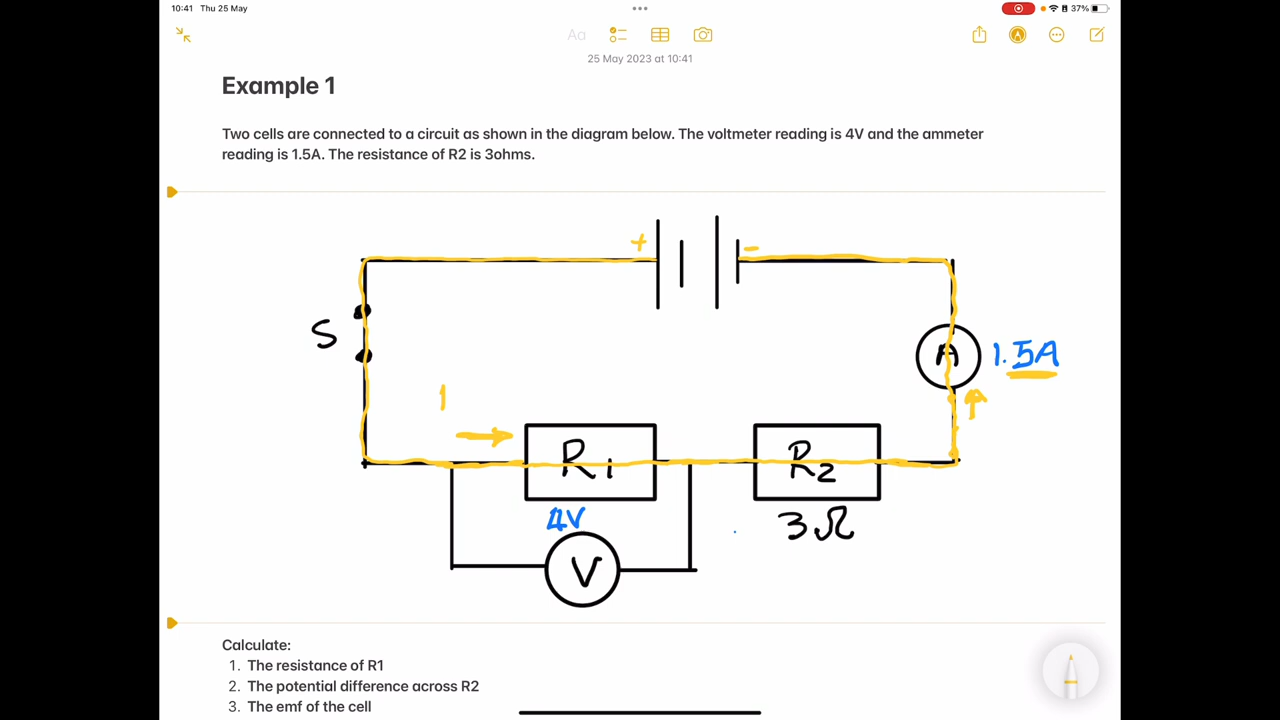 10:41 Thu 25 May
37%
Aa
25 May 2023 at 10:41
Example 1
Two cells are connected to a circuit as shown in the diagram below. The voltmeter reading is 4V and the ammeter
reading is 1.5A. The resistance of R2 is 3ohms.
+ -
S
A 1.5A
I
R1 R2
4V 3Ω
V
Calculate:
1. The resistance of R1
2. The potential difference across R2
3. The emf of the cell